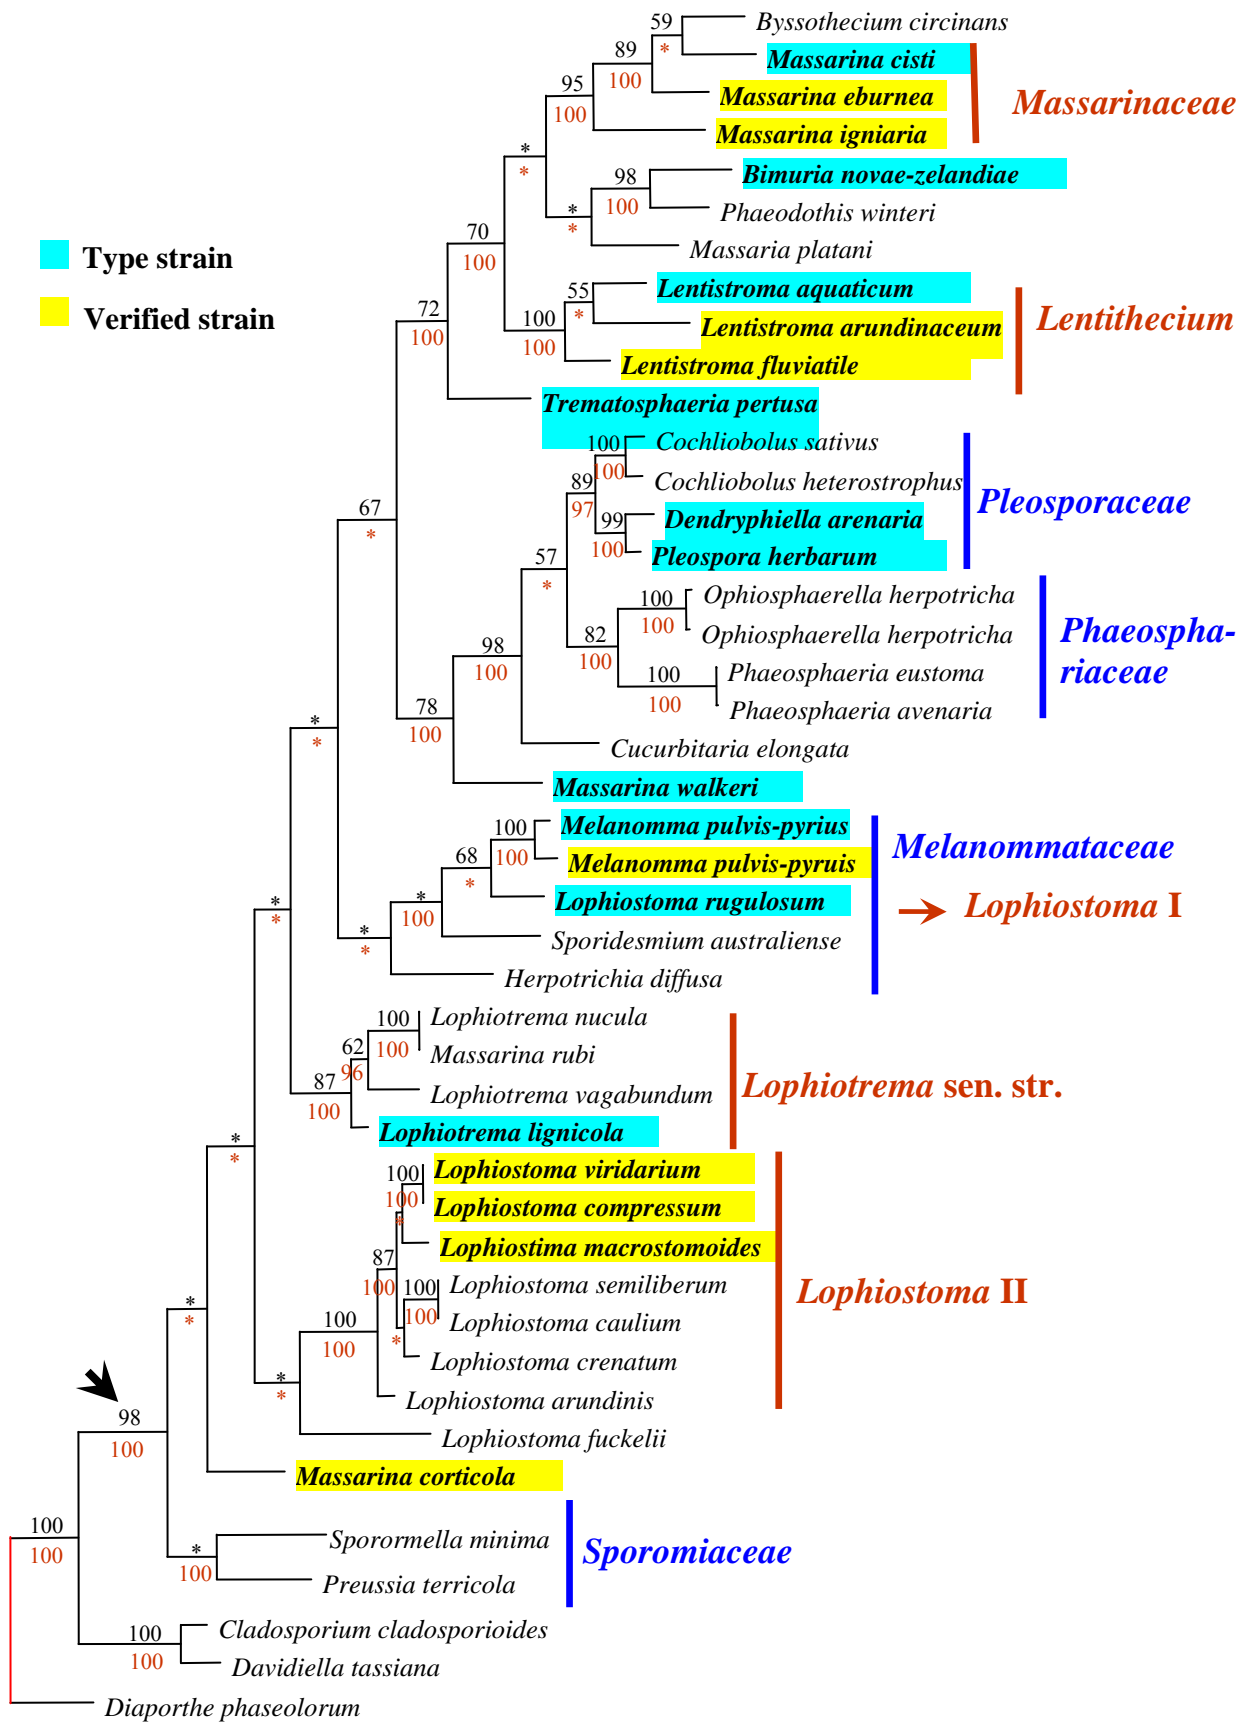 59
Byssothecium circinans
*
89
Massarina cisti
100
95
Massarina eburnea
Massarinaceae
100
Massarina igniaria
*
*
98
Bimuria novae-zelandiae
100
*
Phaeodothis winteri
*
70
Massaria platani
100
Type strain
55
Lentistroma aquaticum
*
Verified strain
72
100
Lentistroma arundinaceum
Lentithecium
100
100
Lentistroma fluviatile
Trematosphaeria pertusa
100
Cochliobolus sativus
100
89
Cochliobolus heterostrophus
97
Pleosporaceae
67
99
Dendryphiella arenaria
*
100
Pleospora herbarum
57
*
100
Ophiosphaerella herpotricha
100
82
Ophiosphaerella herpotricha
Phaeospha-
riaceae
98
100
100
Phaeosphaeria eustoma
100
100
Phaeosphaeria avenaria
78
100
*
*
Cucurbitaria elongata
Massarina walkeri
100
Melanomma pulvis-pyrius
100
68
Melanomma pulvis-pyruis
Melanommataceae
*
*
100
Lophiostoma rugulosum
→ Lophiostoma I
*
*
*
*
Sporidesmium australiense
Herpotrichia diffusa
100
Lophiotrema nucula
100
62
Massarina rubi
96
87
100
Lophiotrema vagabundum
Lophiotrema sen. str.
*
*
Lophiotrema lignicola
100
Lophiostoma viridarium
100
Lophiostoma compressum
*
Lophiostima macrostomoides
87
100
100
Lophiostoma semiliberum
100
Lophiostoma II
*
*
100
Lophiostoma caulium
100
*
Lophiostoma crenatum
*
*
Lophiostoma arundinis
98
100
Lophiostoma fuckelii
Massarina corticola
100
100
Sporormella minima
*
100
Sporomiaceae
Preussia terricola
100
Cladosporium cladosporioides
100
Davidiella tassiana
Diaporthe phaseolorum